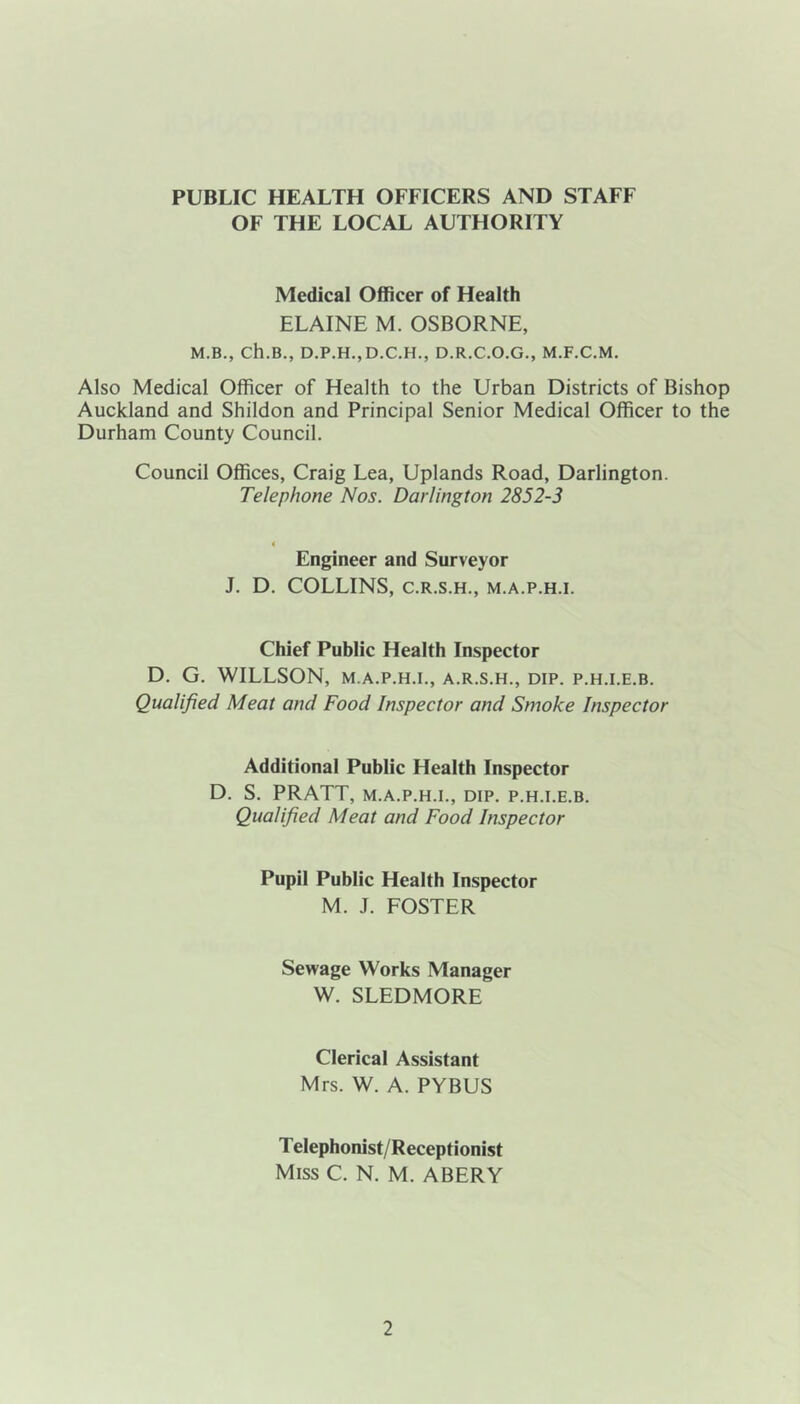 PUBLIC HEALTH OFFICERS AND STAFF
OF THE LOCAL AUTHORITY
Medical Officer of Health
ELAINE M. OSBORNE,
M.B., Ch.B., D.P.H., D.C.H., D.R.C.O.G., M.F.C.M.
Also Medical Officer of Health to the Urban Districts of Bishop
Auckland and Shildon and Principal Senior Medical Officer to the
Durham County Council.
Council Offices, Craig Lea, Uplands Road, Darlington.
Telephone Nos. Darlington 2852-3
Engineer and Surveyor
J. D. COLLINS, C.R.S.H., M.A.P.H.I.
Chief Public Health Inspector
D. G. WILLSON, M.A.P.H.I., A.R.S.H., DIP. P.H.I.E.B.
Qualified Meat and Food Inspector and Smoke Inspector
Additional Public Health Inspector
D. S. PRATT, M.A.P.H.I., DIP. P.H.I.E.B.
Qualified Meat and Food Inspector
Pupil Public Health Inspector
M. J. FOSTER
Sewage Works Manager
W. SLEDMORE
Clerical Assistant
Mrs. W. A. PYBUS
Telephonist/Receptionist
Miss C. N. M. ABERY
2